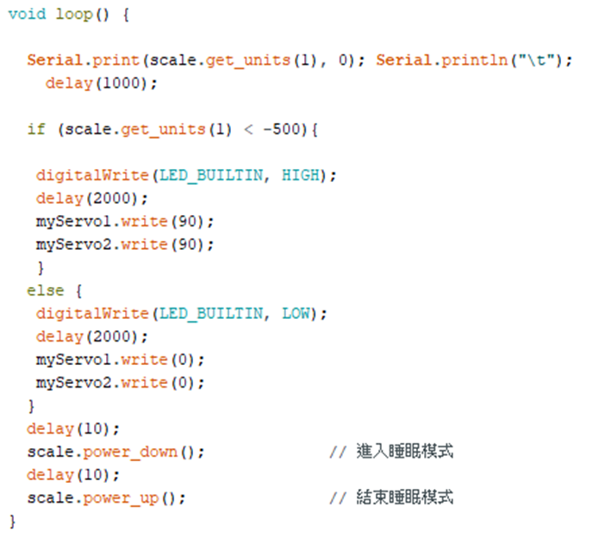 void loop() {
Serial.print(scale.get_units(1), 0); Serial.println("\t");
delay(1000);
if (scale.get_units(1) < -500){
digitalWrite(LED_BUILTIN, HIGH);
delay(2000);
myServo1.write(90);
myServo2.write(90);
}
else {
digitalWrite(LED_BUILTIN, LOW);
delay(2000);
myServo1.write(0);
myServo2.write(0);
}
delay(10);
scale.power_down(); // 進入睡眠模式
delay(10);
scale.power_up(); // 結束睡眠模式
}